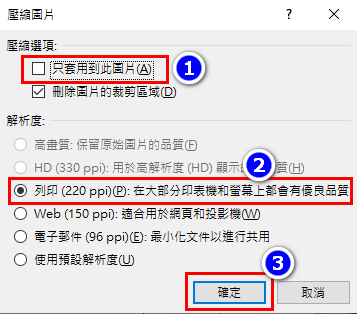 壓縮圖片
壓縮選項:
只套用到此圖片(A)
1
刪除圖片的裁剪區域(D)
解析度:
高畫質: 保留原始圖片的品質(F)
HD (330 ppi): 用於高解析度 (HD) 顯示 質(H)
2
列印 (220 ppi)(P): 在大部分印表機和螢幕上都會有優良品質
Web (150 ppi): 適合用於網頁和投影機(W)
電子郵件 (96 ppi)(E): 最小化文件以進行共用
使用預設解析度(U)
3
確定
取消